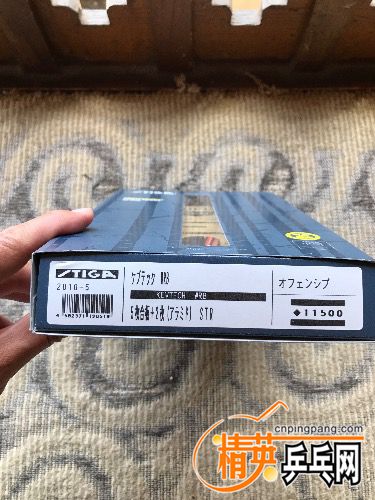 STIGA
2010-5
ケブテック WRB
KEVTECH WRB
5枚合板+2枚(アラミド) STR
オフェンシブ
◆11500
cnpingpang.com
精英乒乓网